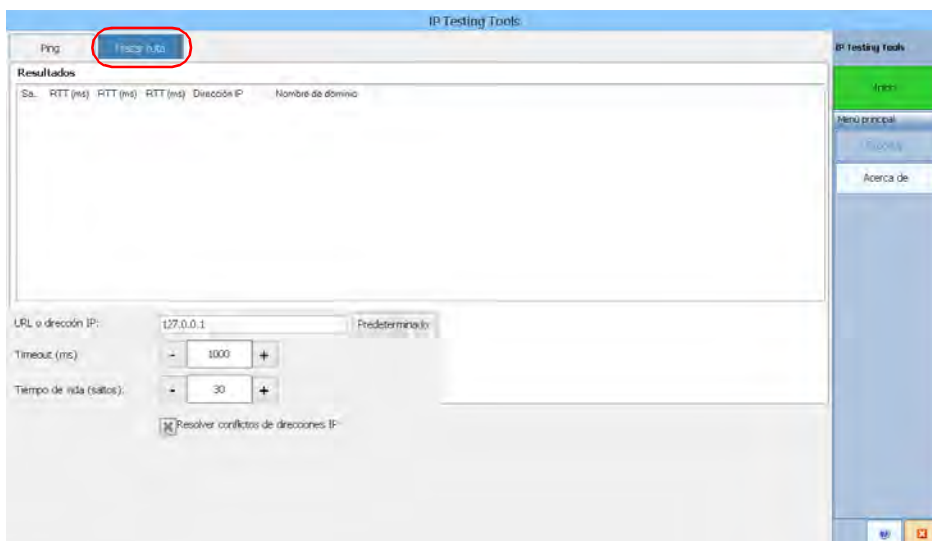 IP Testing Tools
Ping
Trazar ruta
IP Testing Tools
Resultados
Sa... RTT (ms) RTT (ms) RTT (ms) Dirección IP Nombre de dominio
Inicio
Menú principal
Acerca de
URL o dirección IP: 127.0.0.1 Predeterminado
Timeout (ms) - 1000 +
Tiempo de vida (saltos): - 30 +
Resolver conflictos de direcciones IP